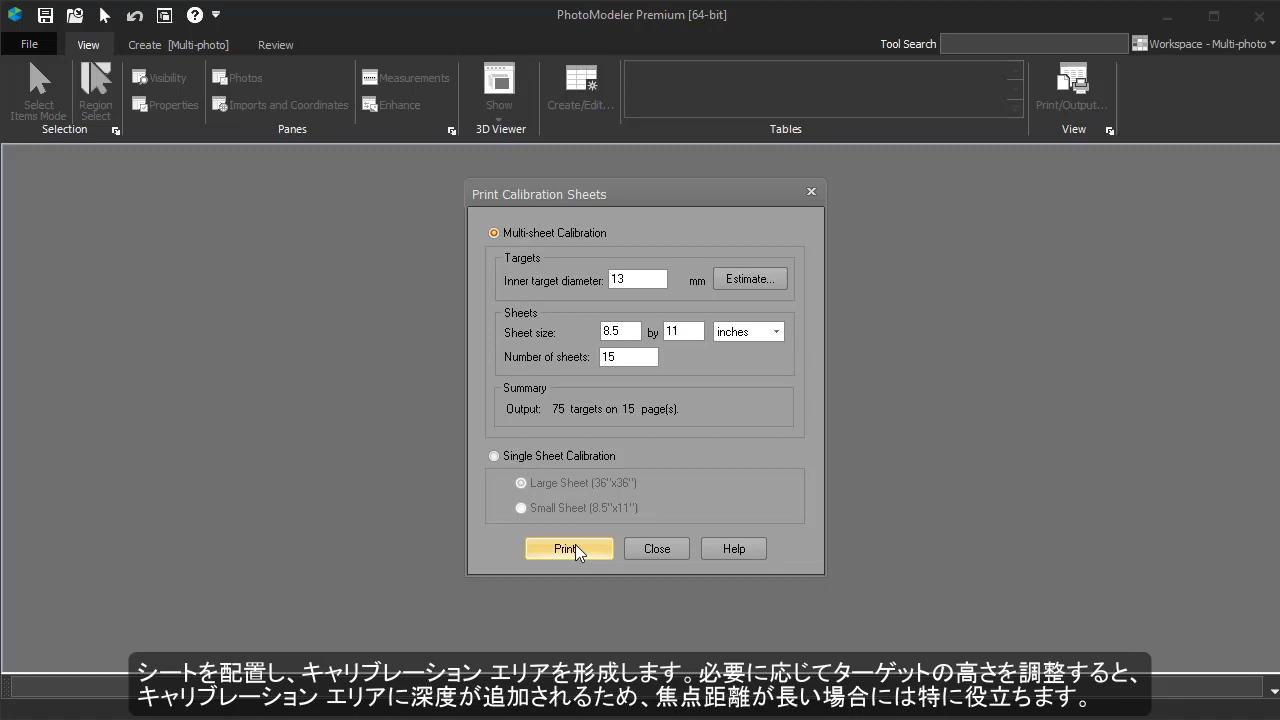 PhotoModeler Premium [64-bit]
File
View
Create [Multi-photo]
Review
Tool Search
Workspace - Multi-photo
Select
Items Mode
Region
Select
Visibility
Properties
Photos
Imports and Coordinates
Measurements
Enhance
Show
Create/Edit...
Print/Output...
Selection
Panes
3D Viewer
Tables
View
Print Calibration Sheets
Multi-sheet Calibration
Targets
Inner target diameter: 13 mm Estimate...
Sheets
Sheet size: 8.5 by 11 inches
Number of sheets: 15
Summary
Output: 75 targets on 15 page(s).
Single Sheet Calibration
Large Sheet (36"x36")
Small Sheet (8.5"x11")
Print Close Help
シートを配置し、キャリブレーション エリアを形成します。必要に応じてターゲットの高さを調整すると、
キャリブレーション エリアに深度が追加されるため、焦点距離が長い場合には特に役立ちます。